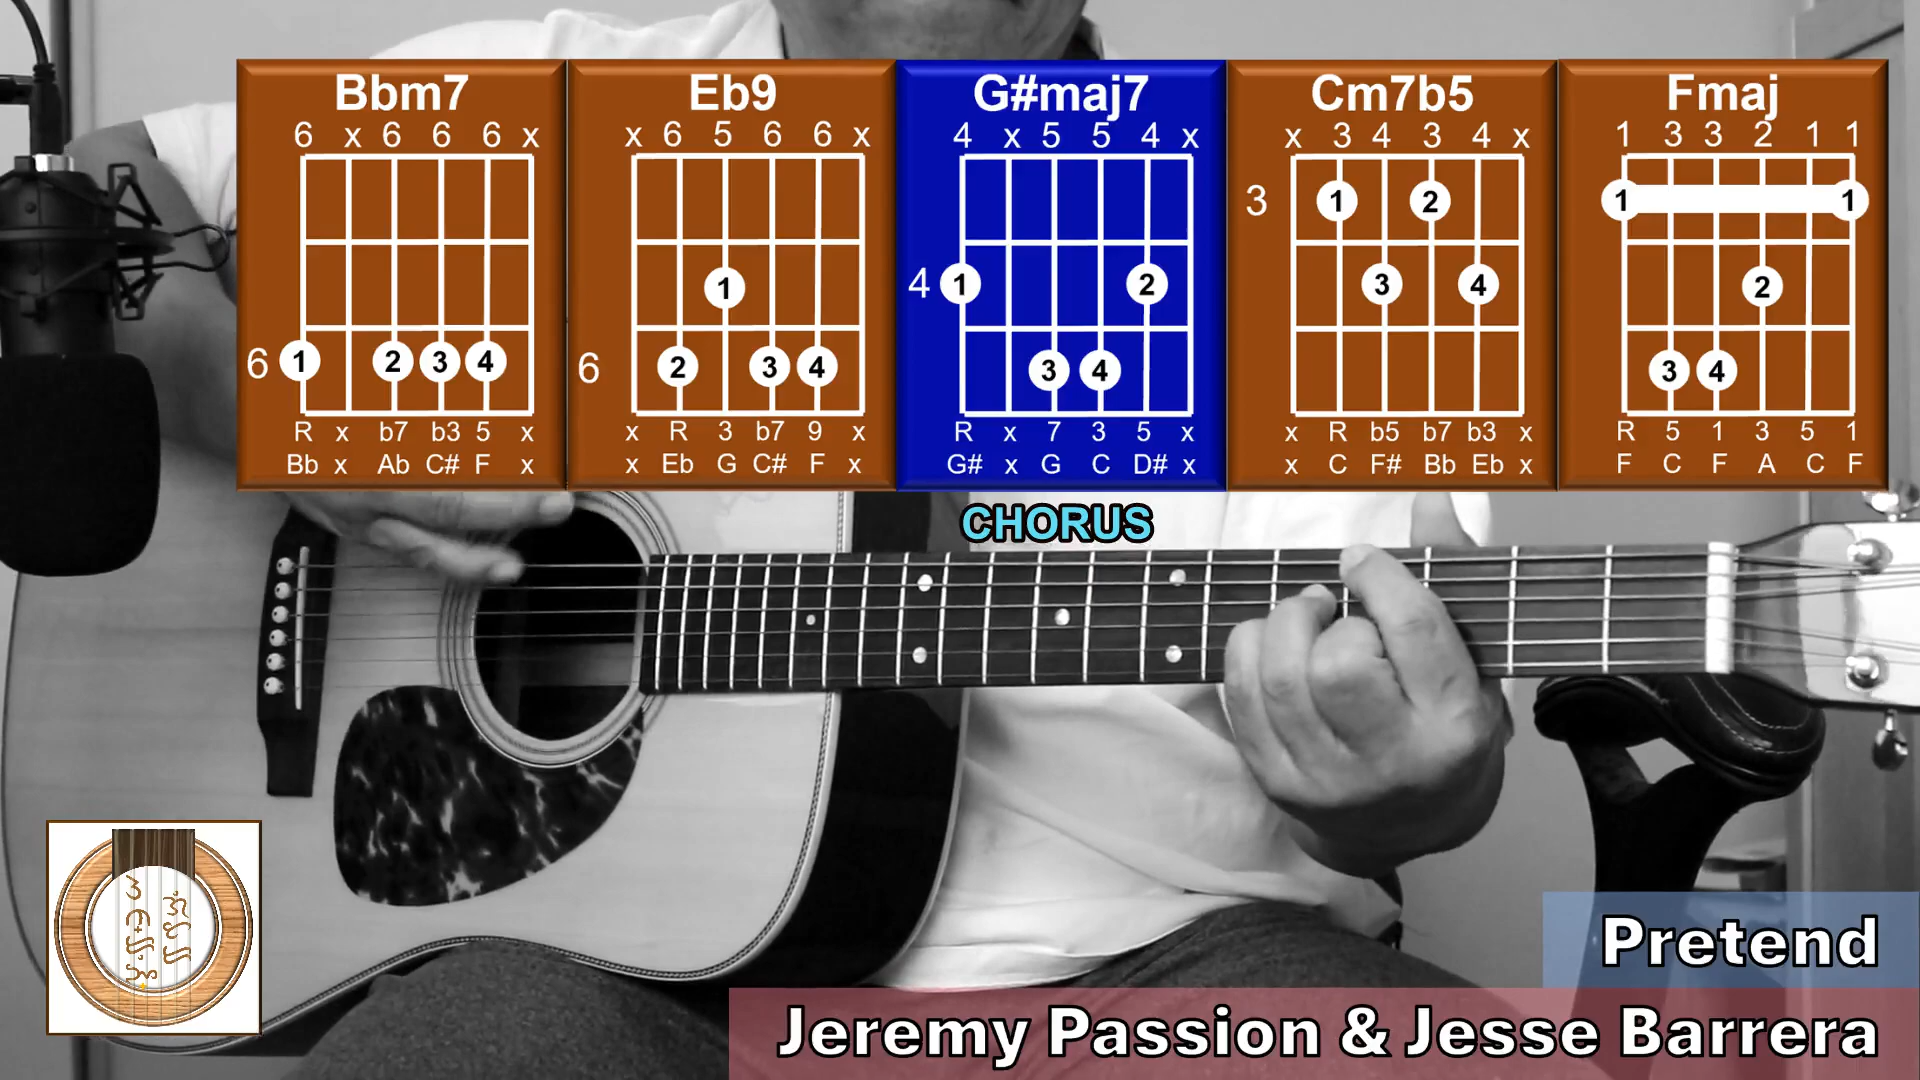 Bbm7
6 x 6 6 6 x
6 1 2 3 4
R x b7 b3 5 x
Bb x Ab C# F x
Eb9
x 6 5 6 6 x
1
6 2 3 4
x R 3 b7 9 x
x Eb G C# F x
G#maj7
4 x 5 5 4 x
4 1 2
3 4
R x 7 3 5 x
G# x G C D# x
Cm7b5
x 3 4 3 4 x
3 1 2
3 4
x R b5 b7 b3 x
x C F# Bb Eb x
Fmaj
1 3 3 2 1 1
1 1
2
3 4
R 5 1 3 5 1
F C F A C F
CHORUS
Pretend
Jeremy Passion & Jesse Barrera